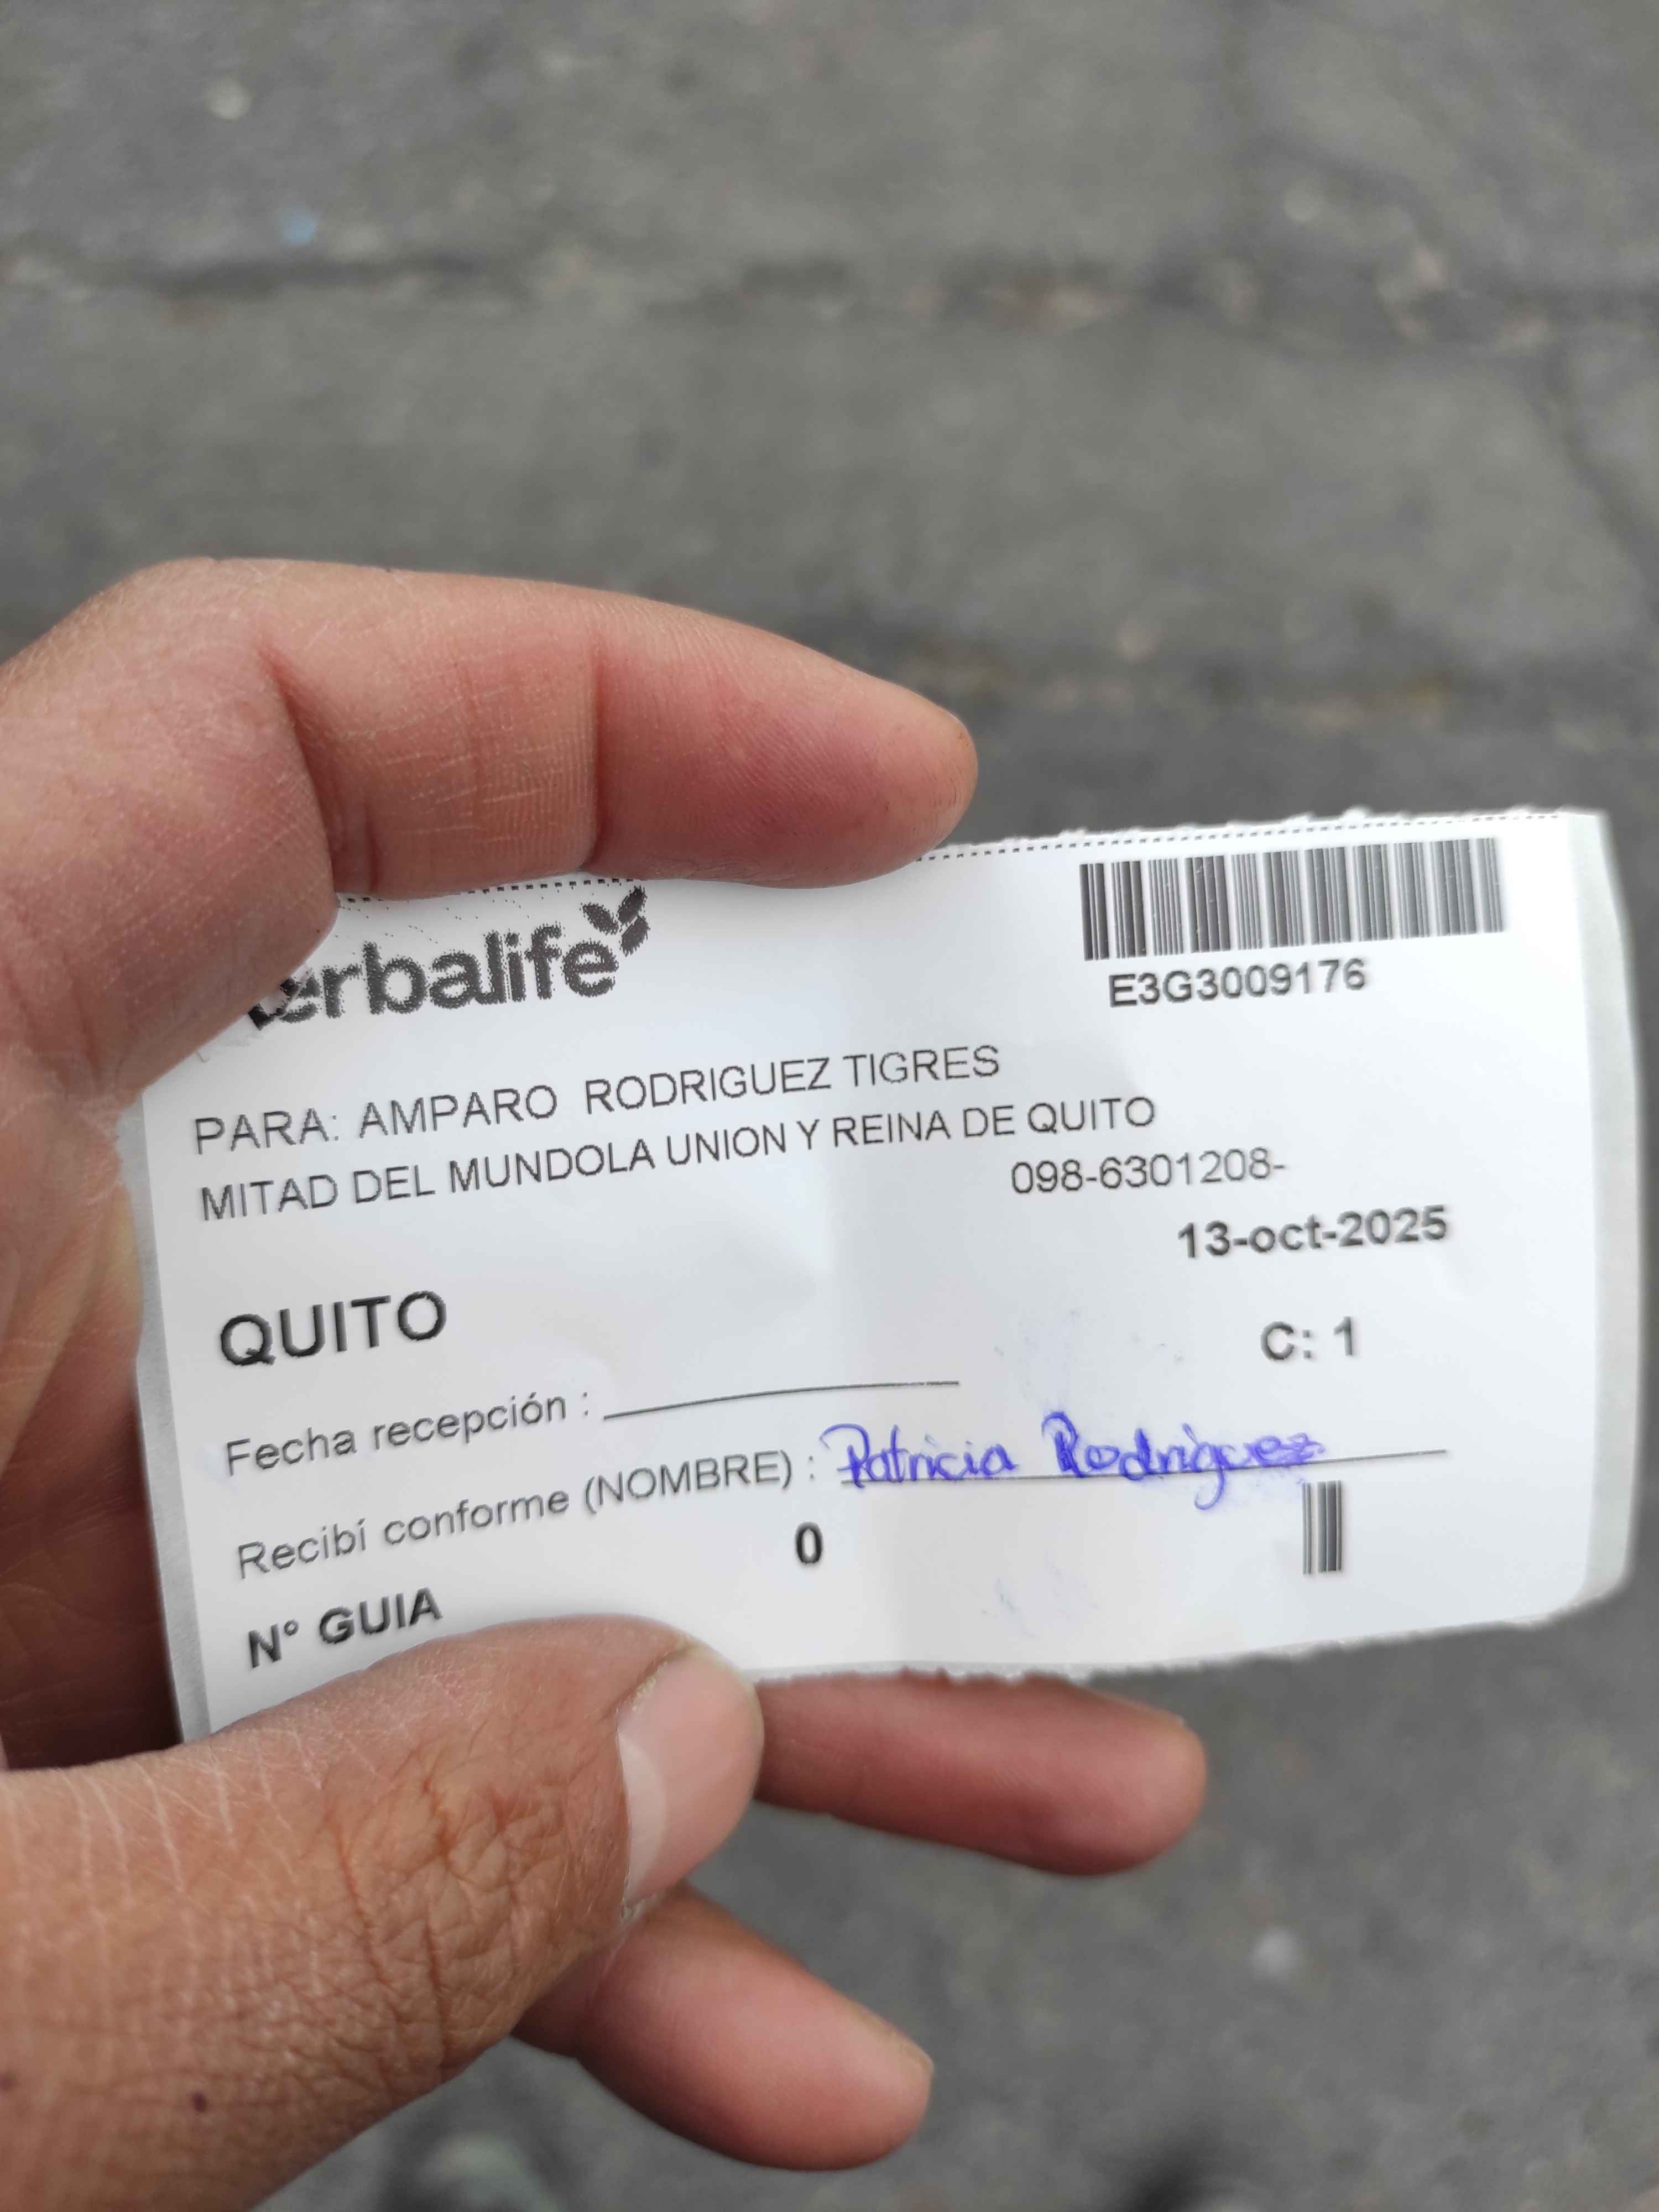 erbalife
E3G3009176
PARA: AMPARO RODRIGUEZ TIGRES
MITAD DEL MUNDOLA UNION Y REINA DE QUITO
098-6301208-
13-oct-2025
QUITO
C: 1
Fecha recepción :
Recibí conforme (NOMBRE) : Patricia Rodriguez
0
N° GUIA